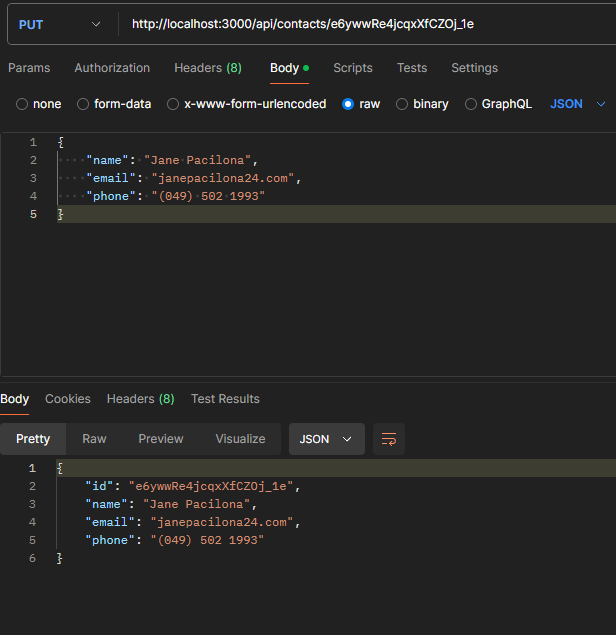 PUT http://localhost:3000/api/contacts/e6ywwRe4jcqxXfCZOj_1e
Params Authorization Headers (8) Body Scripts Tests Settings
none form-data x-www-form-urlencoded raw binary GraphQL JSON
1 {
2 "name": "Jane Pacilona",
3 "email": "janepacilona24.com",
4 "phone": "(049) 502 1993"
5 }
Body Cookies Headers (8) Test Results
Pretty Raw Preview Visualize JSON
1 {
2 "id": "e6ywwRe4jcqxXfCZOj_1e",
3 "name": "Jane Pacilona",
4 "email": "janepacilona24.com",
5 "phone": "(049) 502 1993"
6 }